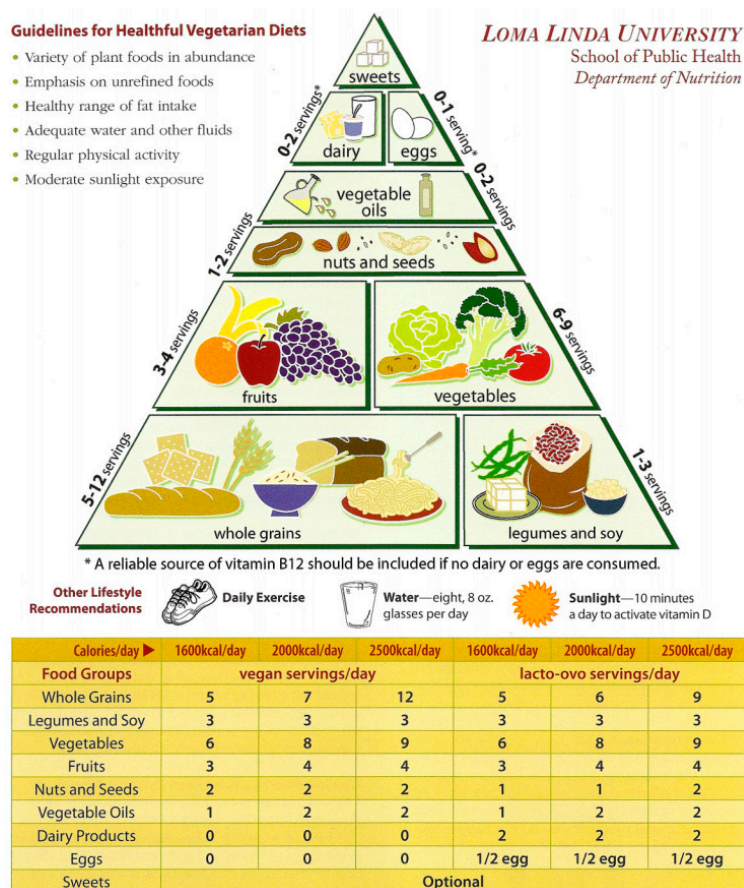 Guidelines for Healthful Vegetarian Diets
• Variety of plant foods in abundance
• Emphasis on unrefined foods
• Healthy range of fat intake
• Adequate water and other fluids
• Regular physical activity
• Moderate sunlight exposure
LOMA LINDA UNIVERSITY
School of Public Health
Department of Nutrition
sweets
0-2 servings*
dairy
eggs
0-1 serving*
vegetable
oils
0-2 servings
1-2 servings
nuts and seeds
3-4 servings
fruits
vegetables
6-9 servings
5-12 servings
whole grains
legumes and soy
1-3 servings
* A reliable source of vitamin B12 should be included if no dairy or eggs are consumed.
Other Lifestyle
Recommendations
Daily Exercise
Water—eight, 8 oz.
glasses per day
Sunlight—10 minutes
a day to activate vitamin D
Calories/day 1600kcal/day 2000kcal/day 2500kcal/day 1600kcal/day 2000kcal/day 2500kcal/day
Food Groups vegan servings/day lacto-ovo servings/day
Whole Grains 5 7 12 5 6 9
Legumes and Soy 3 3 3 3 3 3
Vegetables 6 8 9 6 8 9
Fruits 3 4 4 3 4 4
Nuts and Seeds 2 2 2 1 1 2
Vegetable Oils 1 2 2 1 2 2
Dairy Products 0 0 0 2 2 2
Eggs 0 0 0 1/2 egg 1/2 egg 1/2 egg
Sweets Optional